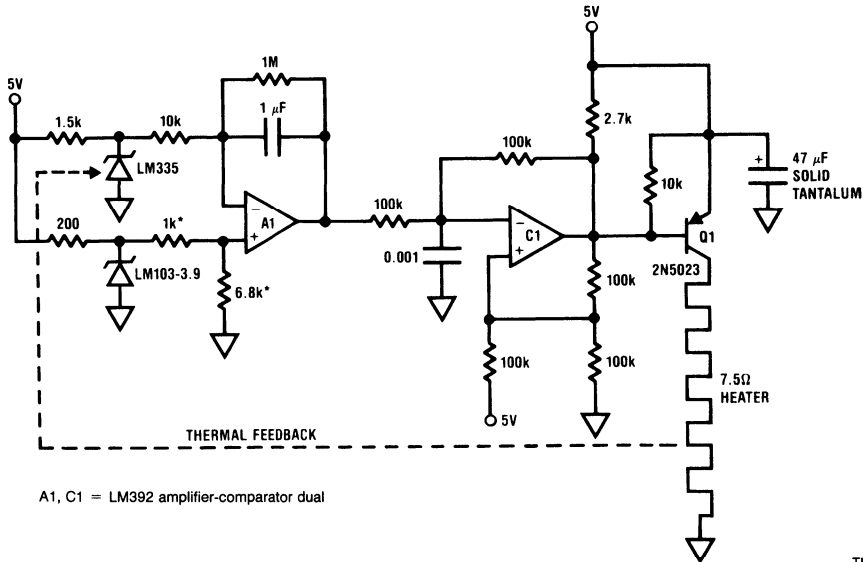 5V
1M
5V
1.5k
10k
1 μF
2.7k
LM335
100k
10k
+
47 μF
SOLID
TANTALUM
200
1k*
−
A1
+
100k
−
C1
+
Q1
LM103-3.9
0.001
2N5023
6.8k*
100k
100k
100k
7.5Ω
HEATER
5V
THERMAL FEEDBACK
A1, C1 = LM392 amplifier-comparator dual